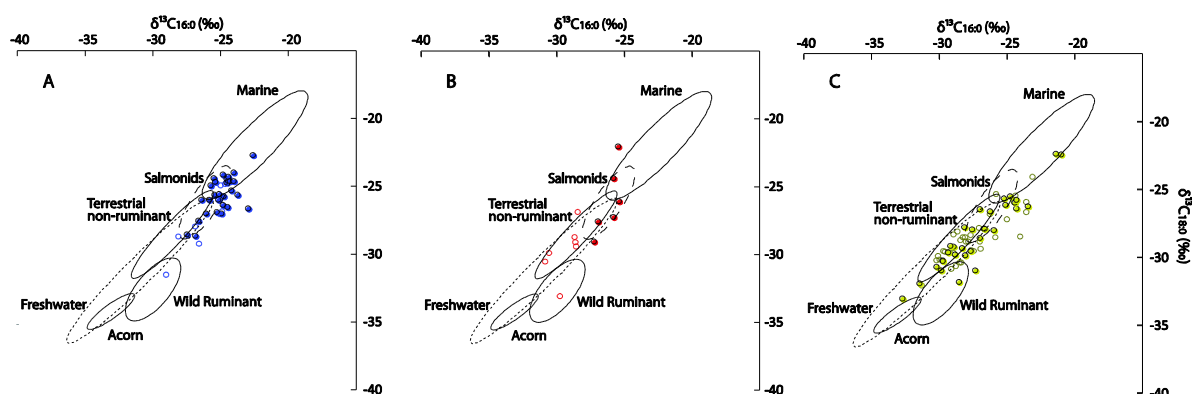 δ¹³C16:0 (‰)
-40 -35 -30 -25 -20
A
Marine
Salmonids
Terrestrial
non-ruminant
Freshwater
Wild Ruminant
Acorn
-20
-25
-30
-35
-40
δ¹³C16:0 (‰)
-40 -35 -30 -25 -20
B
Marine
Salmonids
Terrestrial
non-ruminant
Freshwater
Wild Ruminant
Acorn
-20
-25
-30
-35
-40
δ¹³C16:0 (‰)
-40 -35 -30 -25 -20
C
Marine
Salmonids
Terrestrial
non-ruminant
Freshwater
Wild Ruminant
Acorn
-20
-25
-30
-35
-40
δ¹³C18:0 (‰)